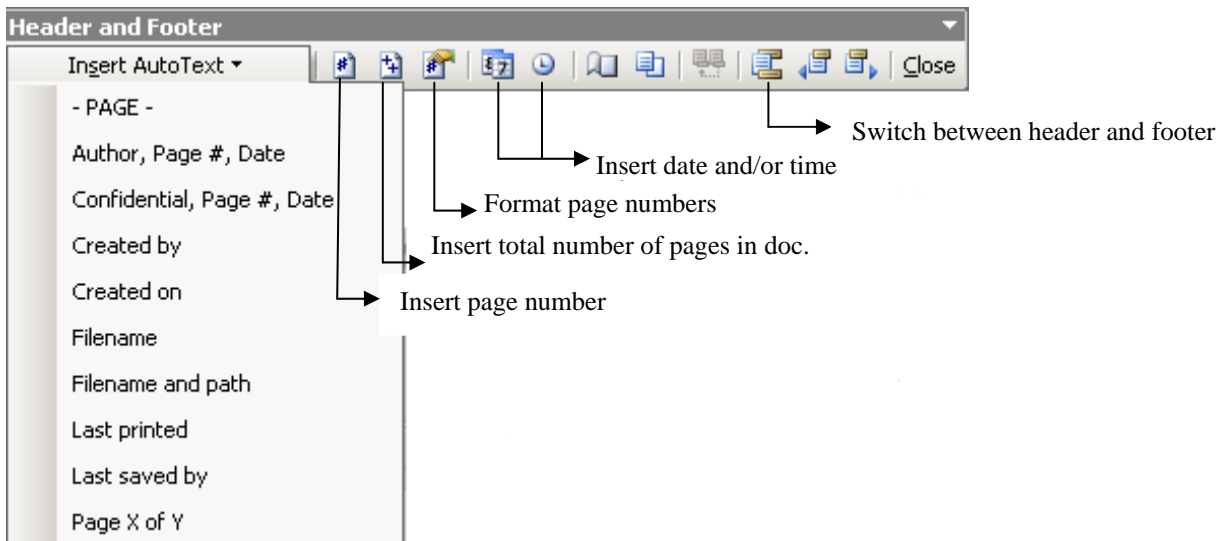 Header and Footer
Insert AutoText
Close
- PAGE -
Author, Page #, Date
Confidential, Page #, Date
Created by
Created on
Filename
Filename and path
Last printed
Last saved by
Page X of Y
Switch between header and footer
Insert date and/or time
Format page numbers
Insert total number of pages in doc.
Insert page number